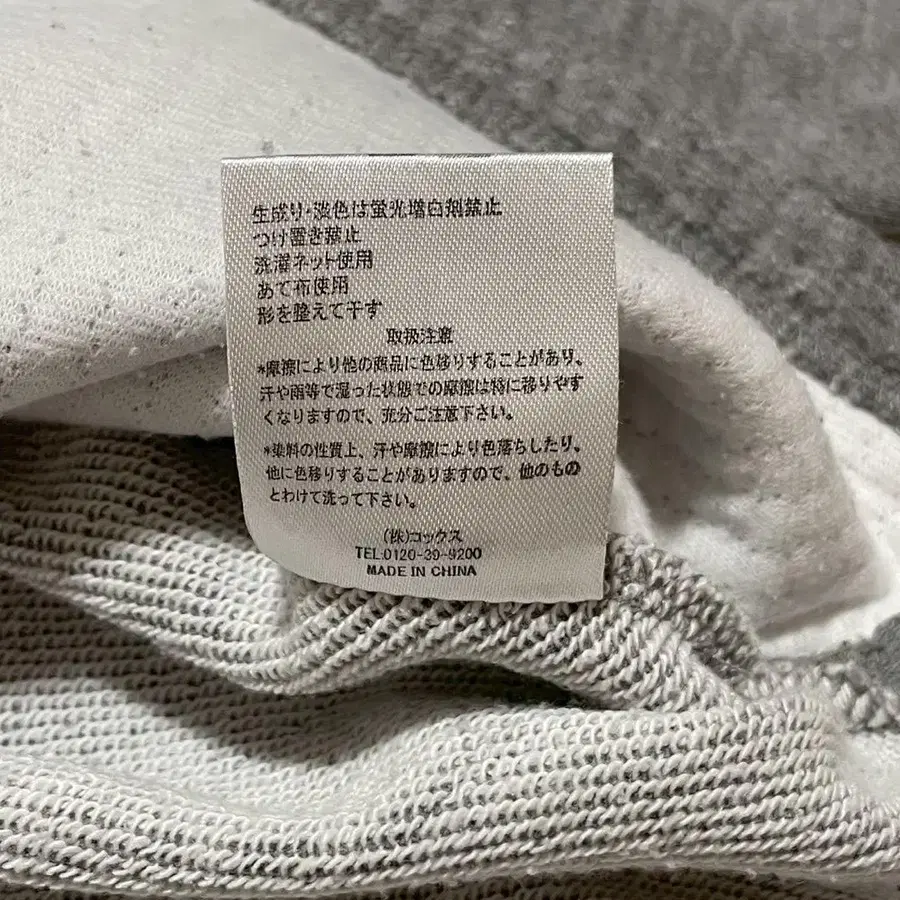 生成り・淡色は蛍光増白剤禁止
つけ置き禁止
洗濯ネット使用
あて布使用
形を整えて干す
取扱注意
*摩擦により他の商品に色移りすることがあり、
汗や雨等で湿った状態での摩擦は特に移りやす
くなりますので、充分ご注意下さい。
*染料の性質上、汗や摩擦により色落ちしたり、
他に色移りすることがありますので、他のもの
とわけて洗って下さい。
(株)コックス
TEL:0120-39-9200
MADE IN CHINA